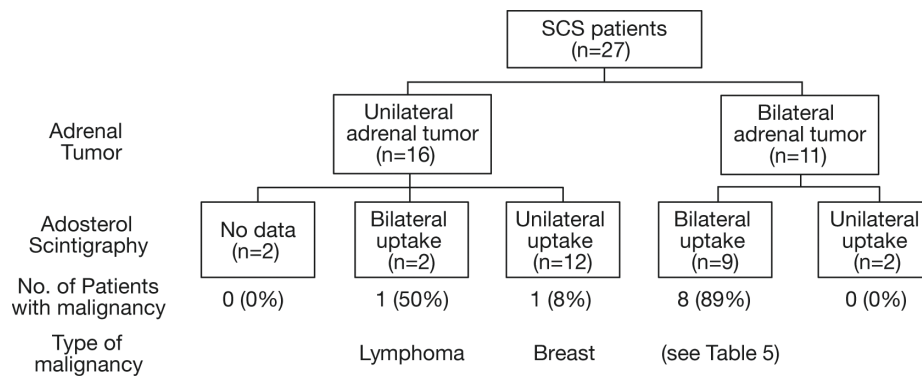 SCS patients
(n=27)
Adrenal
Tumor
Unilateral
adrenal tumor
(n=16)
Bilateral
adrenal tumor
(n=11)
Adosterol
Scintigraphy
No data
(n=2)
Bilateral
uptake
(n=2)
Unilateral
uptake
(n=12)
Bilateral
uptake
(n=9)
Unilateral
uptake
(n=2)
No. of Patients
with malignancy
0 (0%)
1 (50%)
1 (8%)
8 (89%)
0 (0%)
Type of
malignancy
Lymphoma
Breast
(see Table 5)